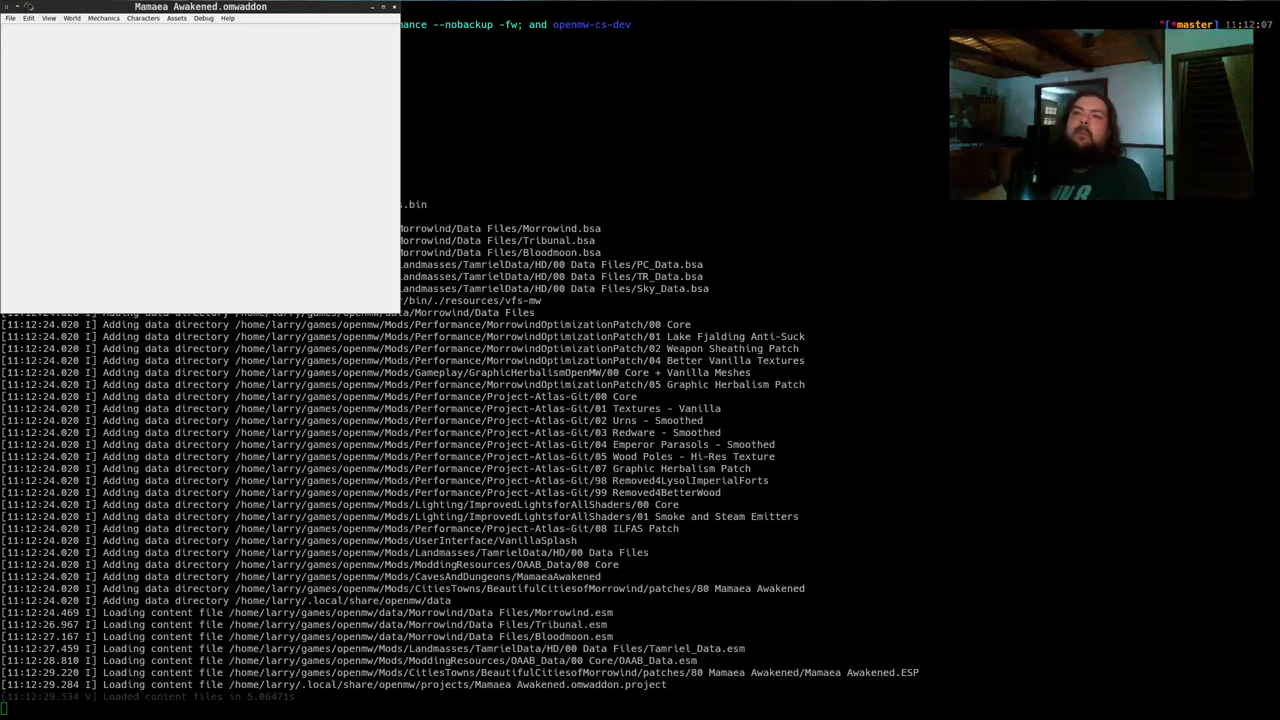 Mamaea Awakened.omwaddon
File Edit View World Mechanics Characters Assets Debug Help
ance --nobackup -fw; and openmw-cs-dev
^[*master] 11:12:07
s.bin
Morrowind/Data Files/Morrowind.bsa
Morrowind/Data Files/Tribunal.bsa
Morrowind/Data Files/Bloodmoon.bsa
Landmasses/TamrielData/HD/00 Data Files/PC_Data.bsa
Landmasses/TamrielData/HD/00 Data Files/TR_Data.bsa
Landmasses/TamrielData/HD/00 Data Files/Sky_Data.bsa
r/bin/./resources/vfs-mw
[11:12:24.020 I] Adding data directory /home/larry/games/openmw/data/Morrowind/Data Files
[11:12:24.020 I] Adding data directory /home/larry/games/openmw/Mods/Performance/MorrowindOptimizationPatch/00 Core
[11:12:24.020 I] Adding data directory /home/larry/games/openmw/Mods/Performance/MorrowindOptimizationPatch/01 Lake Fjalding Anti-Suck
[11:12:24.020 I] Adding data directory /home/larry/games/openmw/Mods/Performance/MorrowindOptimizationPatch/02 Weapon Sheathing Patch
[11:12:24.020 I] Adding data directory /home/larry/games/openmw/Mods/Performance/MorrowindOptimizationPatch/04 Better Vanilla Textures
[11:12:24.020 I] Adding data directory /home/larry/games/openmw/Mods/Gameplay/GraphicHerbalismOpenMW/00 Core + Vanilla Meshes
[11:12:24.020 I] Adding data directory /home/larry/games/openmw/Mods/Performance/MorrowindOptimizationPatch/05 Graphic Herbalism Patch
[11:12:24.020 I] Adding data directory /home/larry/games/openmw/Mods/Performance/Project-Atlas-Git/00 Core
[11:12:24.020 I] Adding data directory /home/larry/games/openmw/Mods/Performance/Project-Atlas-Git/01 Textures - Vanilla
[11:12:24.020 I] Adding data directory /home/larry/games/openmw/Mods/Performance/Project-Atlas-Git/02 Urns - Smoothed
[11:12:24.020 I] Adding data directory /home/larry/games/openmw/Mods/Performance/Project-Atlas-Git/03 Redware - Smoothed
[11:12:24.020 I] Adding data directory /home/larry/games/openmw/Mods/Performance/Project-Atlas-Git/04 Emperor Parasols - Smoothed
[11:12:24.020 I] Adding data directory /home/larry/games/openmw/Mods/Performance/Project-Atlas-Git/05 Wood Poles - Hi-Res Texture
[11:12:24.020 I] Adding data directory /home/larry/games/openmw/Mods/Performance/Project-Atlas-Git/07 Graphic Herbalism Patch
[11:12:24.020 I] Adding data directory /home/larry/games/openmw/Mods/Performance/Project-Atlas-Git/98 Removed4LysolImperialForts
[11:12:24.020 I] Adding data directory /home/larry/games/openmw/Mods/Performance/Project-Atlas-Git/99 Removed4BetterWood
[11:12:24.020 I] Adding data directory /home/larry/games/openmw/Mods/Lighting/ImprovedLightsforAllShaders/00 Core
[11:12:24.020 I] Adding data directory /home/larry/games/openmw/Mods/Lighting/ImprovedLightsforAllShaders/01 Smoke and Steam Emitters
[11:12:24.020 I] Adding data directory /home/larry/games/openmw/Mods/Performance/Project-Atlas-Git/08 ILFAS Patch
[11:12:24.020 I] Adding data directory /home/larry/games/openmw/Mods/UserInterface/VanillaSplash
[11:12:24.020 I] Adding data directory /home/larry/games/openmw/Mods/Landmasses/TamrielData/HD/00 Data Files
[11:12:24.020 I] Adding data directory /home/larry/games/openmw/Mods/ModdingResources/OAAB_Data/00 Core
[11:12:24.020 I] Adding data directory /home/larry/games/openmw/Mods/CavesAndDungeons/MamaeaAwakened
[11:12:24.020 I] Adding data directory /home/larry/games/openmw/Mods/CitiesTowns/BeautifulCitiesofMorrowind/patches/80 Mamaea Awakened
[11:12:24.020 I] Adding data directory /home/larry/.local/share/openmw/data
[11:12:24.469 I] Loading content file /home/larry/games/openmw/data/Morrowind/Data Files/Morrowind.esm
[11:12:26.967 I] Loading content file /home/larry/games/openmw/data/Morrowind/Data Files/Tribunal.esm
[11:12:27.167 I] Loading content file /home/larry/games/openmw/data/Morrowind/Data Files/Bloodmoon.esm
[11:12:27.459 I] Loading content file /home/larry/games/openmw/Mods/Landmasses/TamrielData/HD/00 Data Files/Tamriel_Data.esm
[11:12:28.810 I] Loading content file /home/larry/games/openmw/Mods/ModdingResources/OAAB_Data/00 Core/OAAB_Data.esm
[11:12:29.220 I] Loading content file /home/larry/games/openmw/Mods/CitiesTowns/BeautifulCitiesofMorrowind/patches/80 Mamaea Awakened/Mamaea Awakened.ESP
[11:12:29.284 I] Loading content file /home/larry/.local/share/openmw/projects/Mamaea Awakened.omwaddon.project
[11:12:29.534 V] Loaded content files in 5.06471s